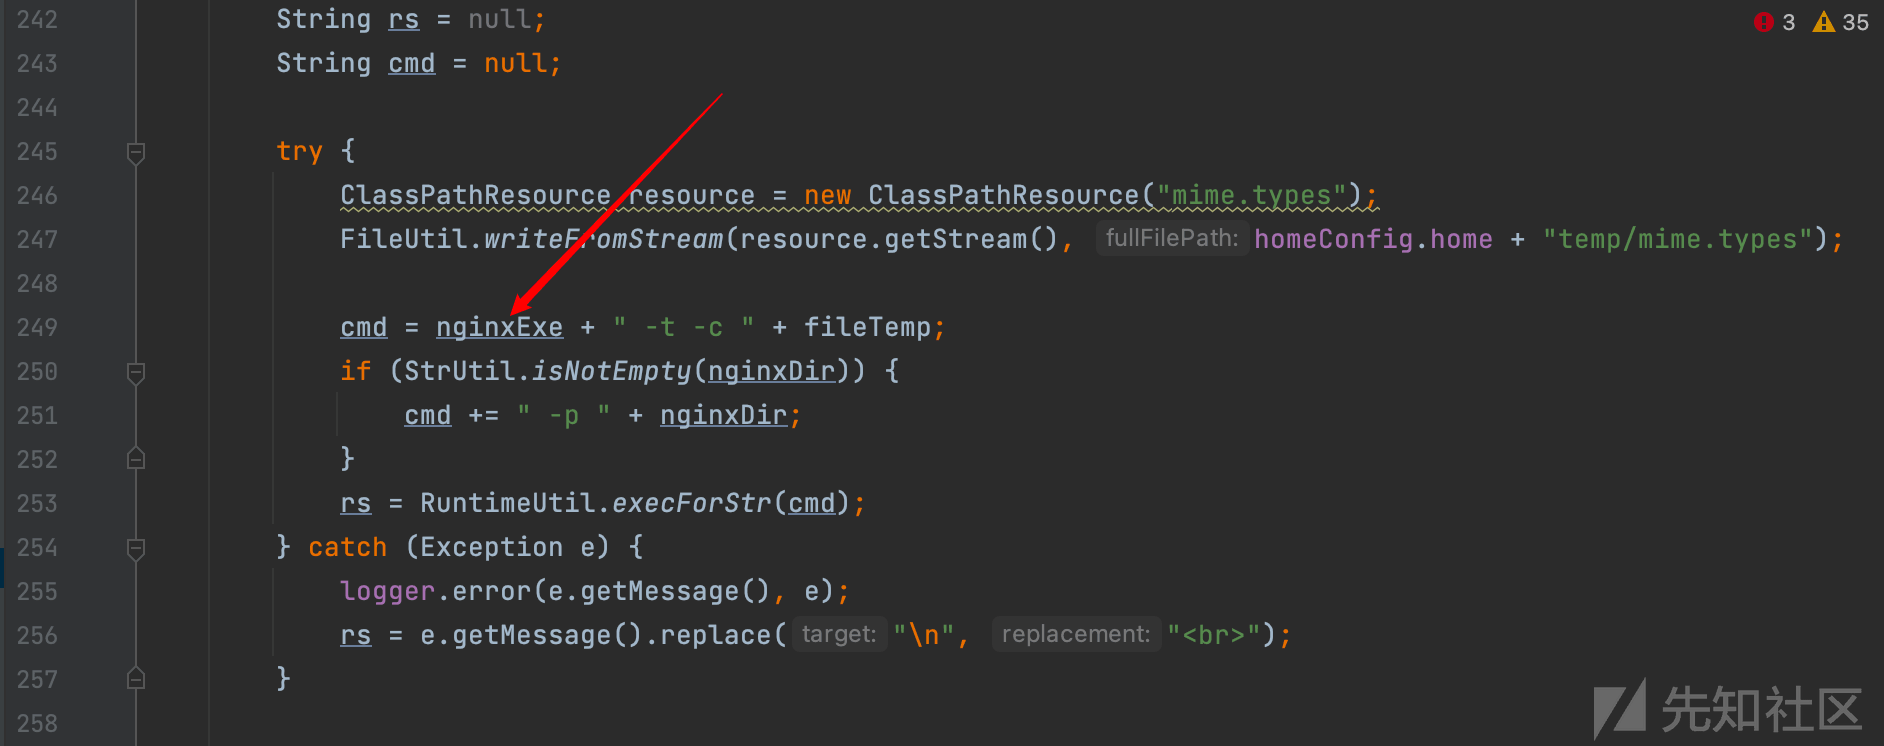 242 String rs = null;
3 35
243 String cmd = null;
244
245 try {
246 ClassPathResource resource = new ClassPathResource("mime.types");
247 FileUtil.writeFromStream(resource.getStream(), fullFilePath: homeConfig.home + "temp/mime.types");
248
249 cmd = nginxExe + " -t -c " + fileTemp;
250 if (StrUtil.isNotEmpty(nginxDir)) {
251 cmd += " -p " + nginxDir;
252 }
253 rs = RuntimeUtil.execForStr(cmd);
254 } catch (Exception e) {
255 logger.error(e.getMessage(), e);
256 rs = e.getMessage().replace( target: "\n", replacement: "<br>");
257 }
258
先知社区